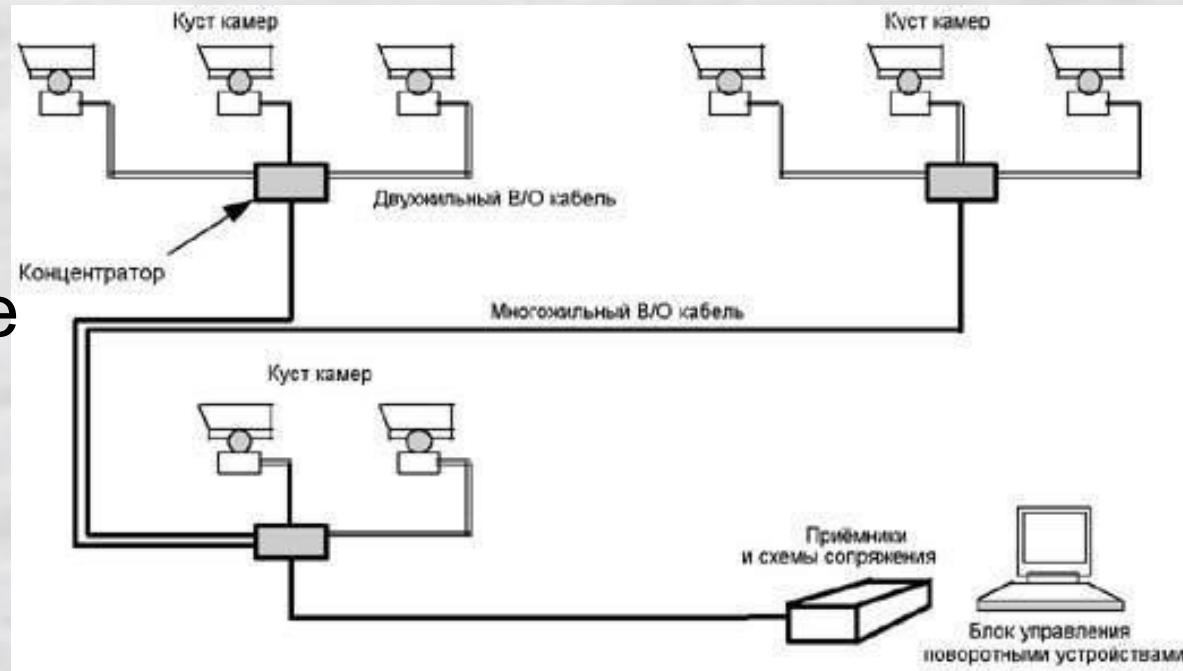 Куст камер
Куст камер
Двухжильный В/О кабель
Концентратор
е
Многожильный В/О кабель
Куст камер
Приёмники
и схемы сопряжения
Блок управления
поворотными устройствами